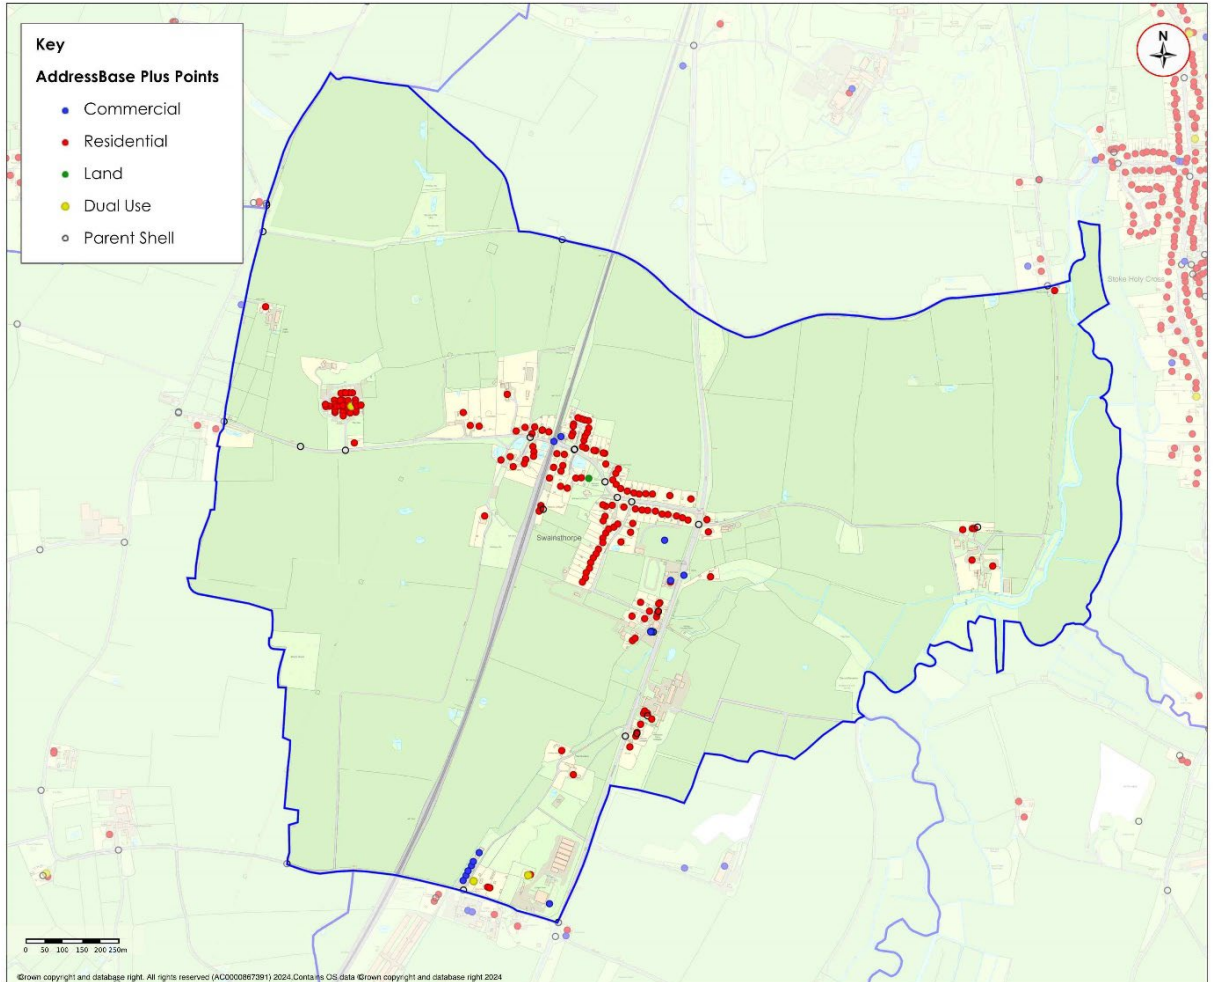 Key
AddressBase Plus Points
Commercial
Residential
Land
Dual Use
Parent Shell
N
Stoke Holy Cross
Swainsthorpe
0 50 100 150 200 250m
©rown copyright and database right. All rights reserved (AC0000867391) 2024.Contains OS data ©rown copyright and database right 2024